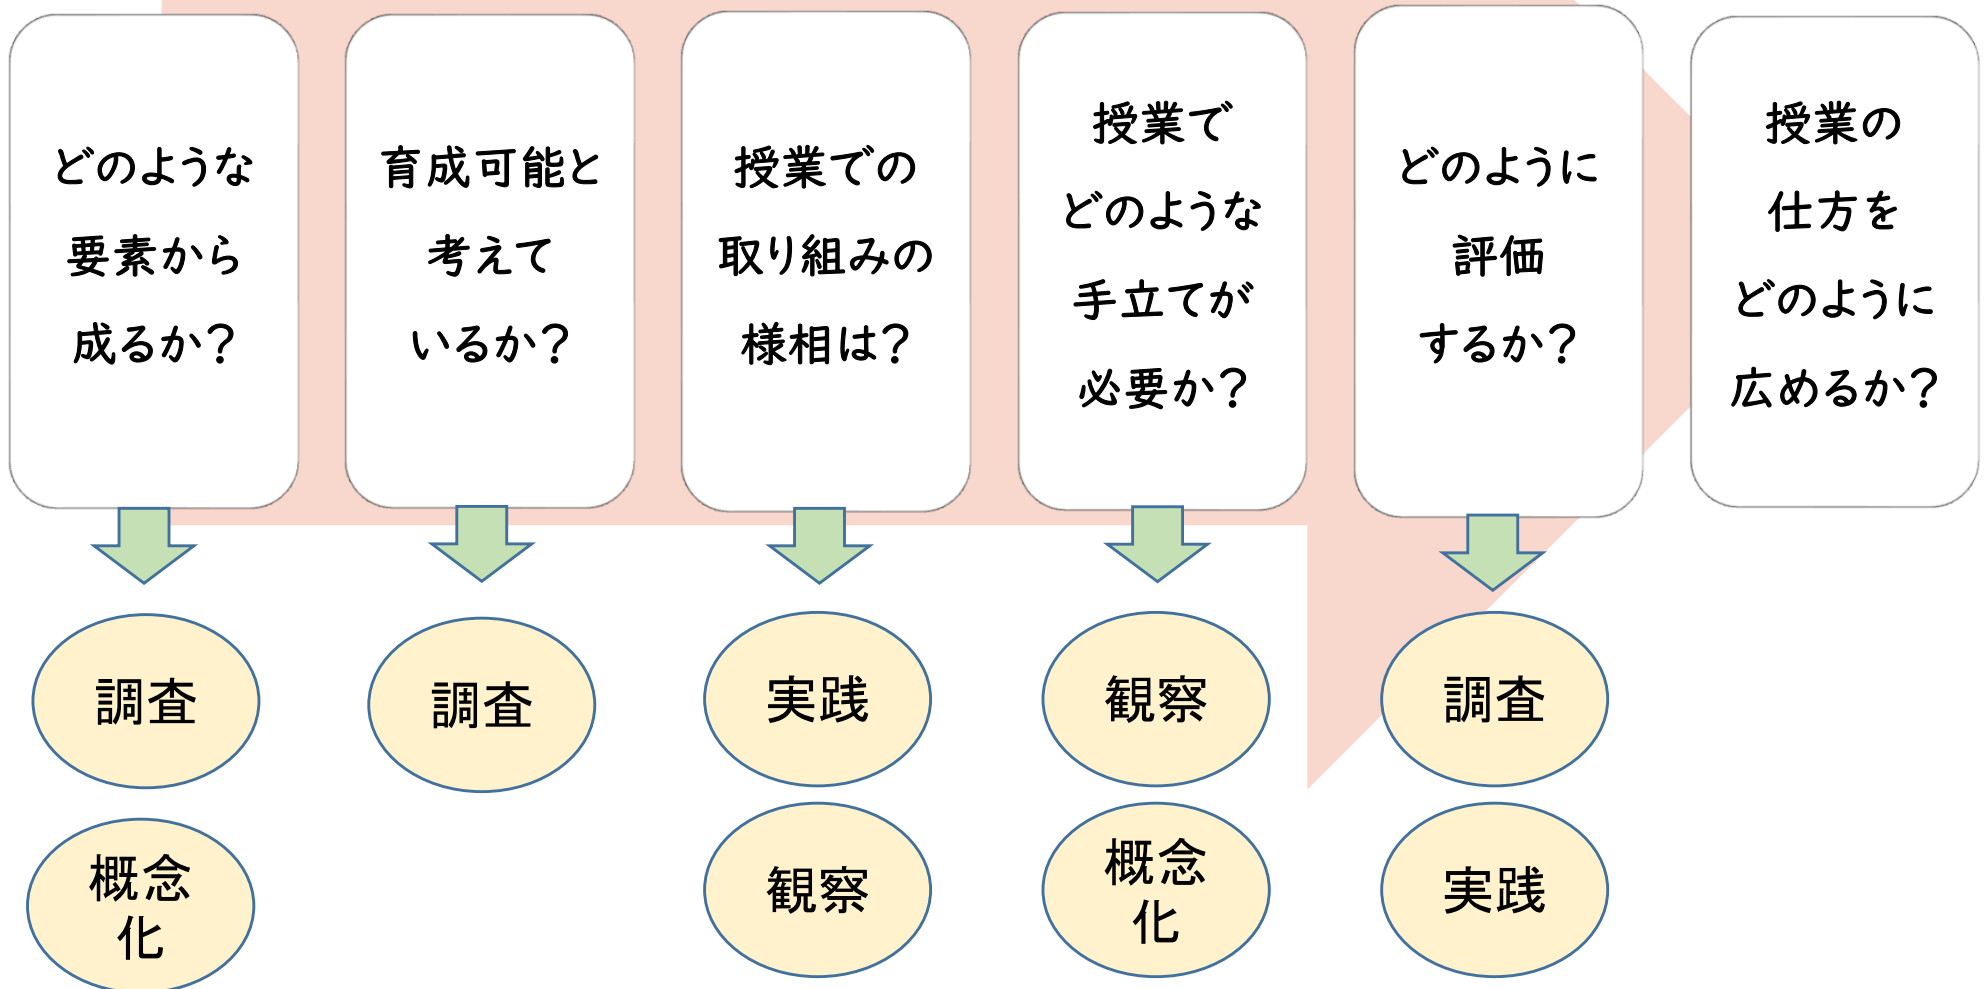 どのような
要素から
成るか?
育成可能と
考えて
いるか?
授業での
取り組みの
様相は?
授業で
どのような
手立てが
必要か?
どのように
評価
するか?
授業の
仕方を
どのように
広めるか?
調査
調査
実践
観察
調査
概念
化
観察
概念
化
実践